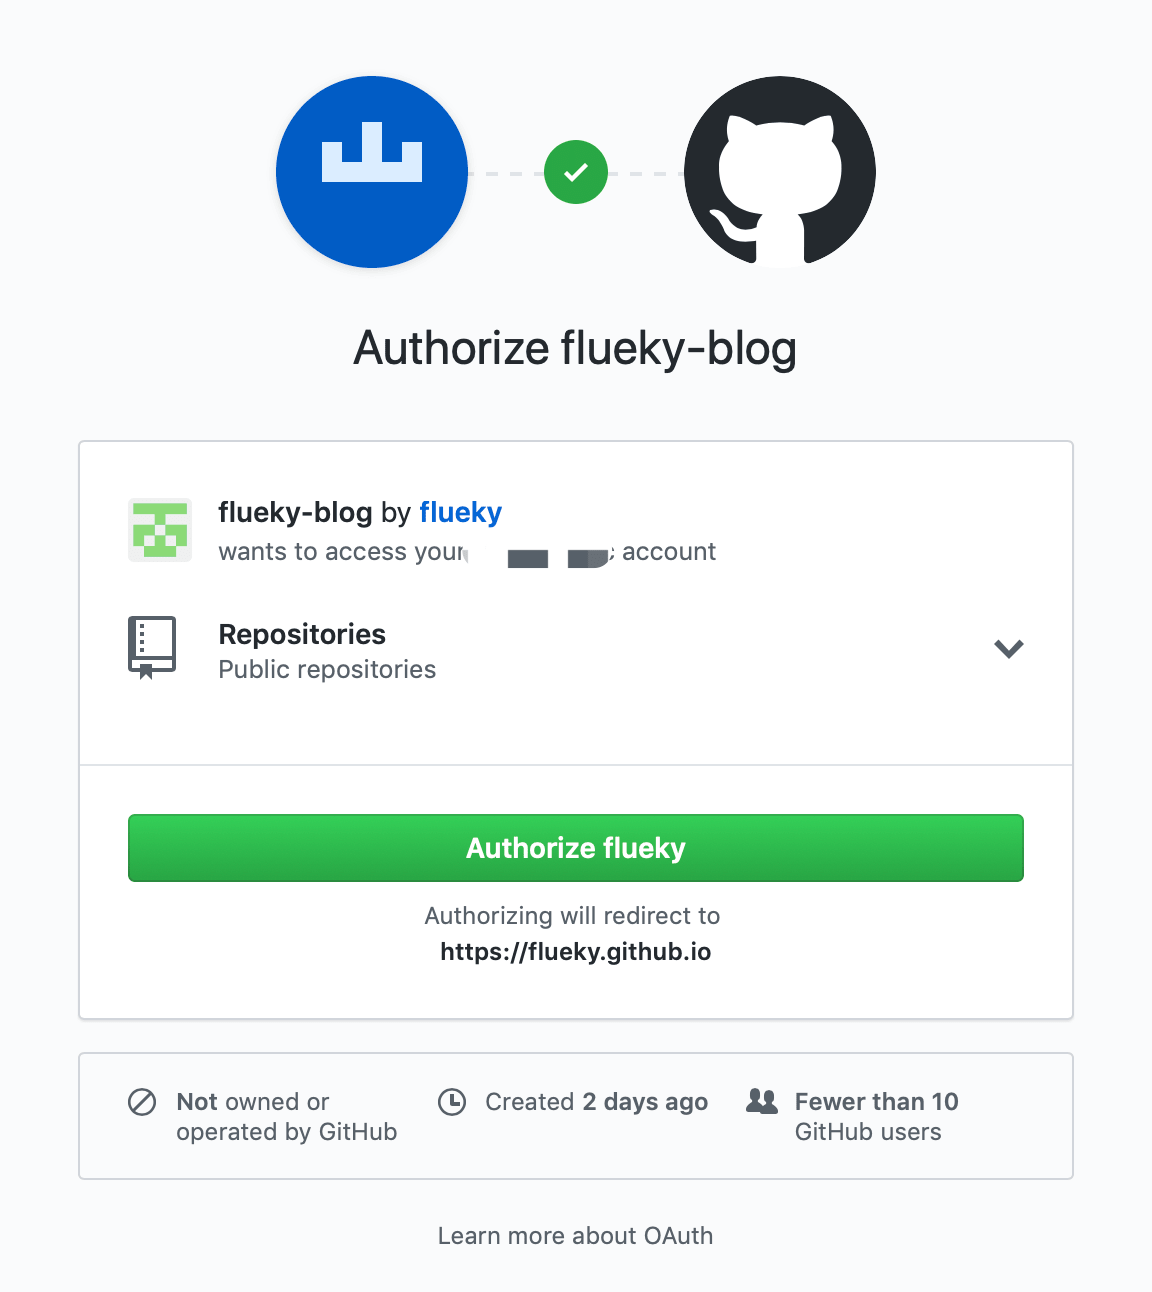 Authorize flueky-blog
flueky-blog by flueky
wants to access your account
Repositories
Public repositories
Authorize flueky
Authorizing will redirect to
https://flueky.github.io
Not owned or
operated by GitHub
Created 2 days ago
Fewer than 10
GitHub users
Learn more about OAuth